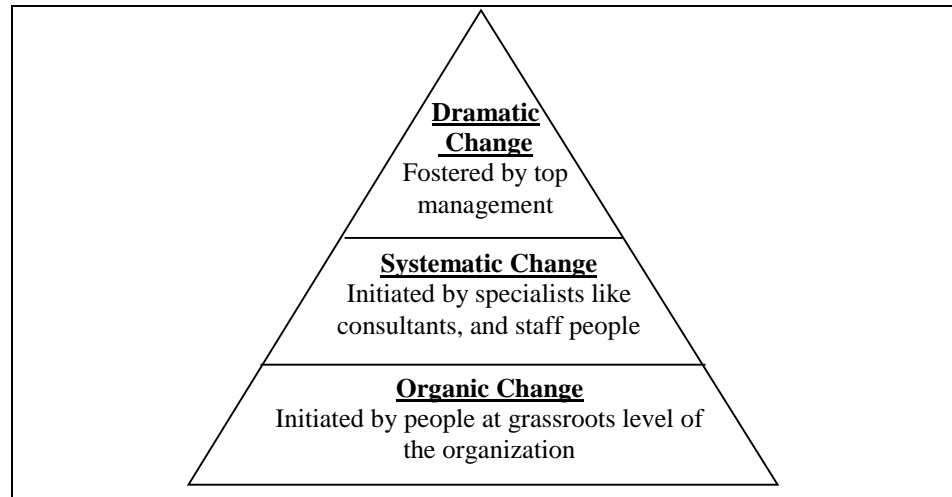 Dramatic
Change
Fostered by top
management
Systematic Change
Initiated by specialists like
consultants, and staff people
Organic Change
Initiated by people at grassroots level of
the organization